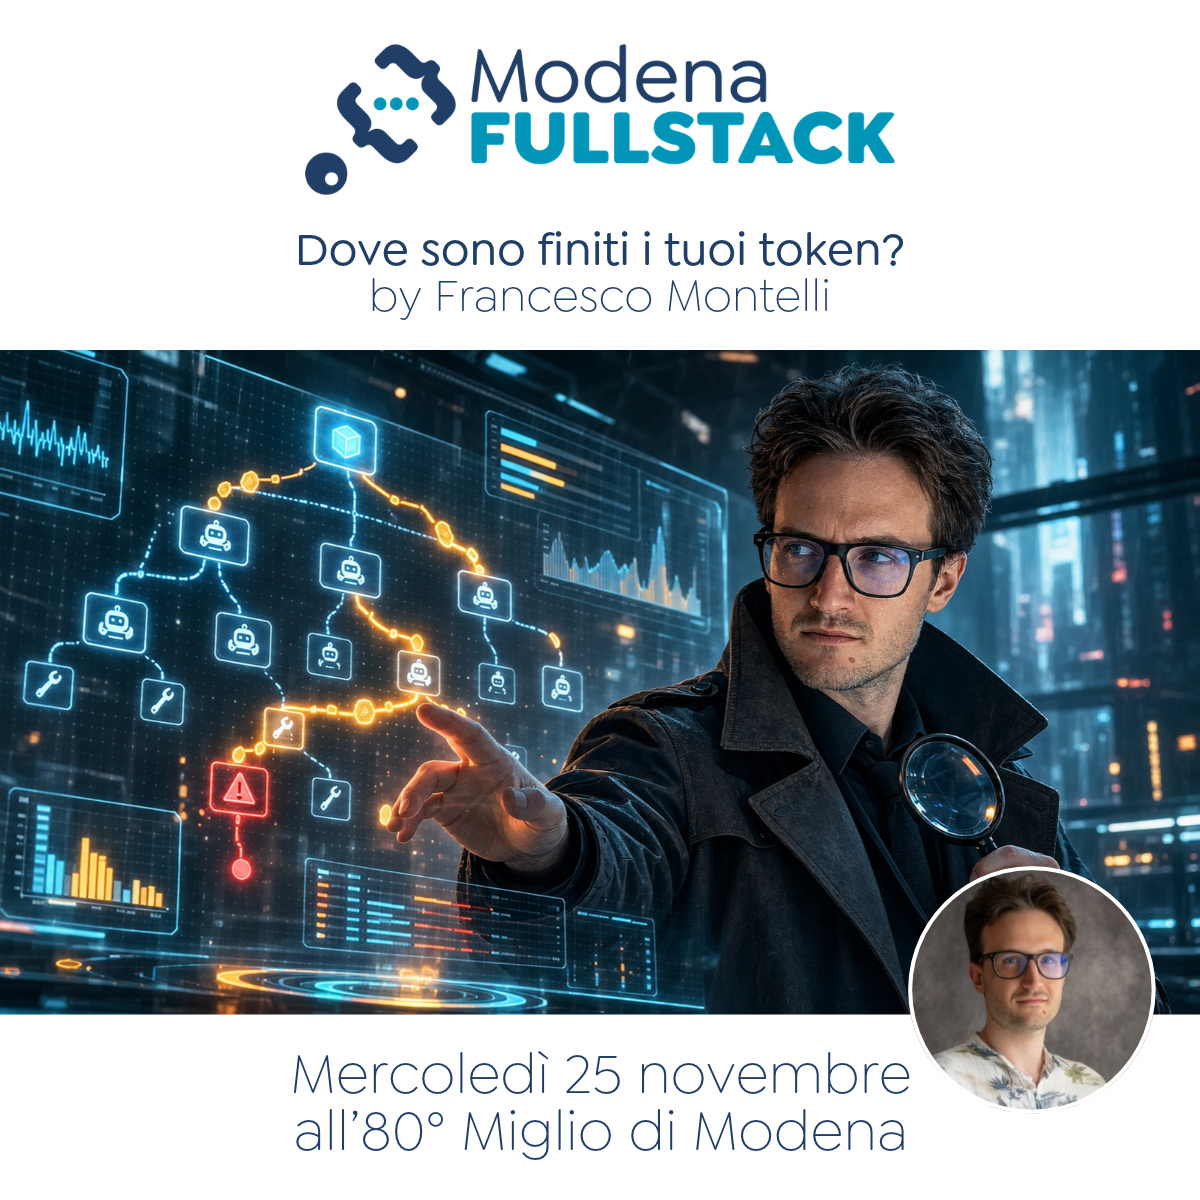 Modena
FULLSTACK
Dove sono finiti i tuoi token?
by Francesco Montelli
Mercoledì 25 novembre
all'80° Miglio di Modena